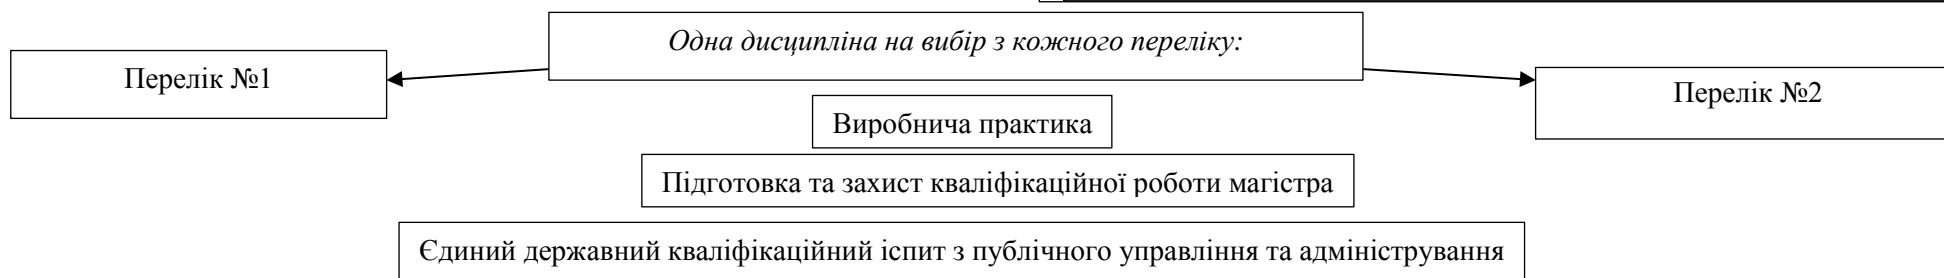 Одна дисципліна на вибір з кожного переліку:
Перелік №1
Перелік №2
Виробнича практика
Підготовка та захист кваліфікаційної роботи магістра
Єдиний державний кваліфікаційний іспит з публічного управління та адміністрування